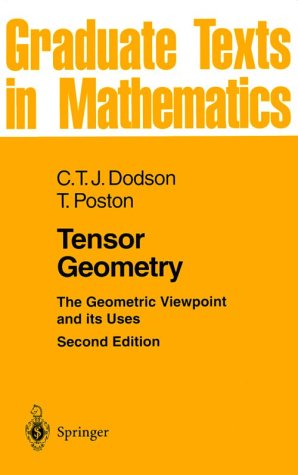 Graduate Texts
in Mathematics
C.T.J. Dodson
T. Poston
Tensor
Geometry
The Geometric Viewpoint
and its Uses
Second Edition
Springer